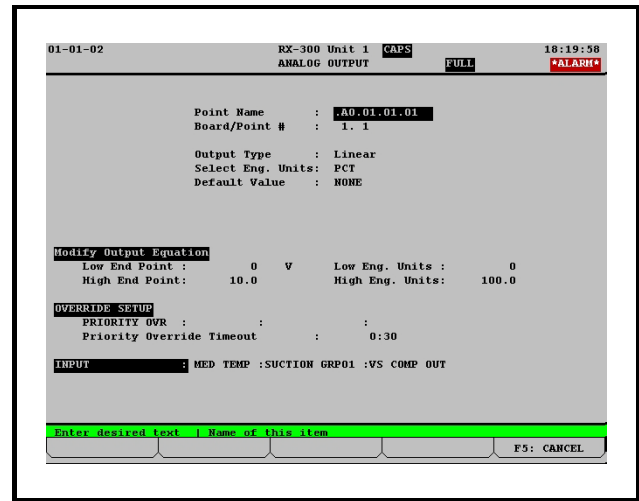 01-01-02 RX-300 Unit 1 CAPS 18:19:58
ANALOG OUTPUT FULL *ALARM*
Point Name : .AO.01.01.01
Board/Point # : 1. 1
Output Type : Linear
Select Eng. Units: PCT
Default Value : NONE
Modify Output Equation
Low End Point : 0 V Low Eng. Units : 0
High End Point: 10.0 High Eng. Units: 100.0
OVERRIDE SETUP
PRIORITY OVR : : :
Priority Override Timeout : 0:30
INPUT : MED TEMP :SUCTION GRP01 :VS COMP OUT
Enter desired text | Name of this item
F5: CANCEL